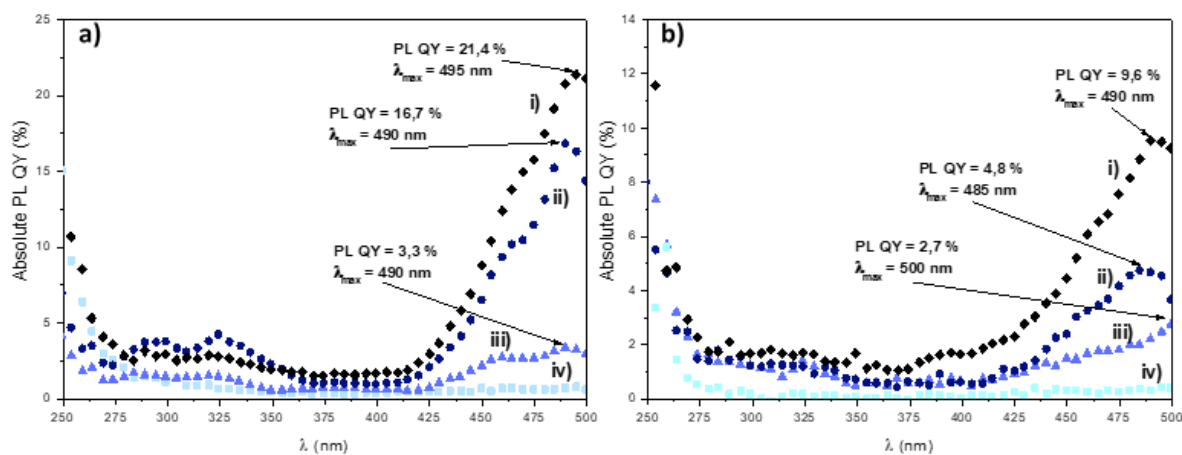 a)
PL QY = 21,4 %
λmax = 495 nm
i)
PL QY = 16,7 %
λmax = 490 nm
ii)
PL QY = 3,3 %
λmax = 490 nm
iii)
iv)
Absolute PL QY (%)
25
20
15
10
5
0
250 275 300 325 350 375 400 425 450 475 500
λ (nm)
b)
PL QY = 9,6 %
λmax = 490 nm
i)
PL QY = 4,8 %
λmax = 485 nm
PL QY = 2,7 %
λmax = 500 nm
ii)
iii)
iv)
Absolute PL QY (%)
14
12
10
8
6
4
2
0
250 275 300 325 350 375 400 425 450 475 500
λ (nm)